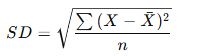 SD = √(∑ (X − X̄)² / n)